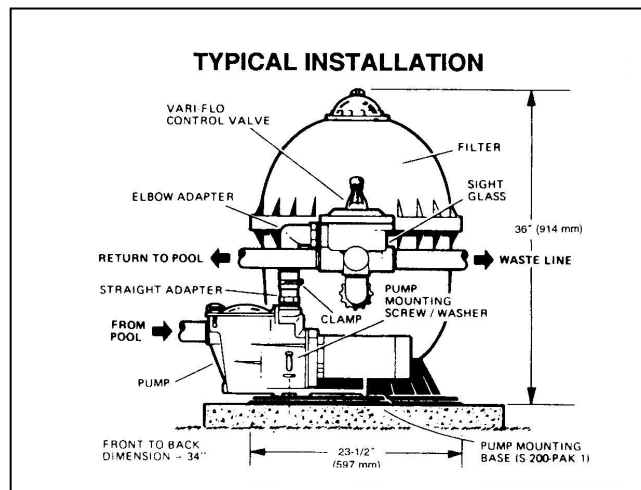 TYPICAL INSTALLATION
VARI-FLO
CONTROL VALVE
FILTER
SIGHT
GLASS
ELBOW ADAPTER
36" (914 mm)
RETURN TO POOL
WASTE LINE
STRAIGHT ADAPTER
PUMP
MOUNTING
SCREW / WASHER
CLAMP
FROM
POOL
PUMP
FRONT TO BACK
DIMENSION - 34"
23-1/2"
(597 mm)
PUMP MOUNTING
BASE (S 200-PAK 1)